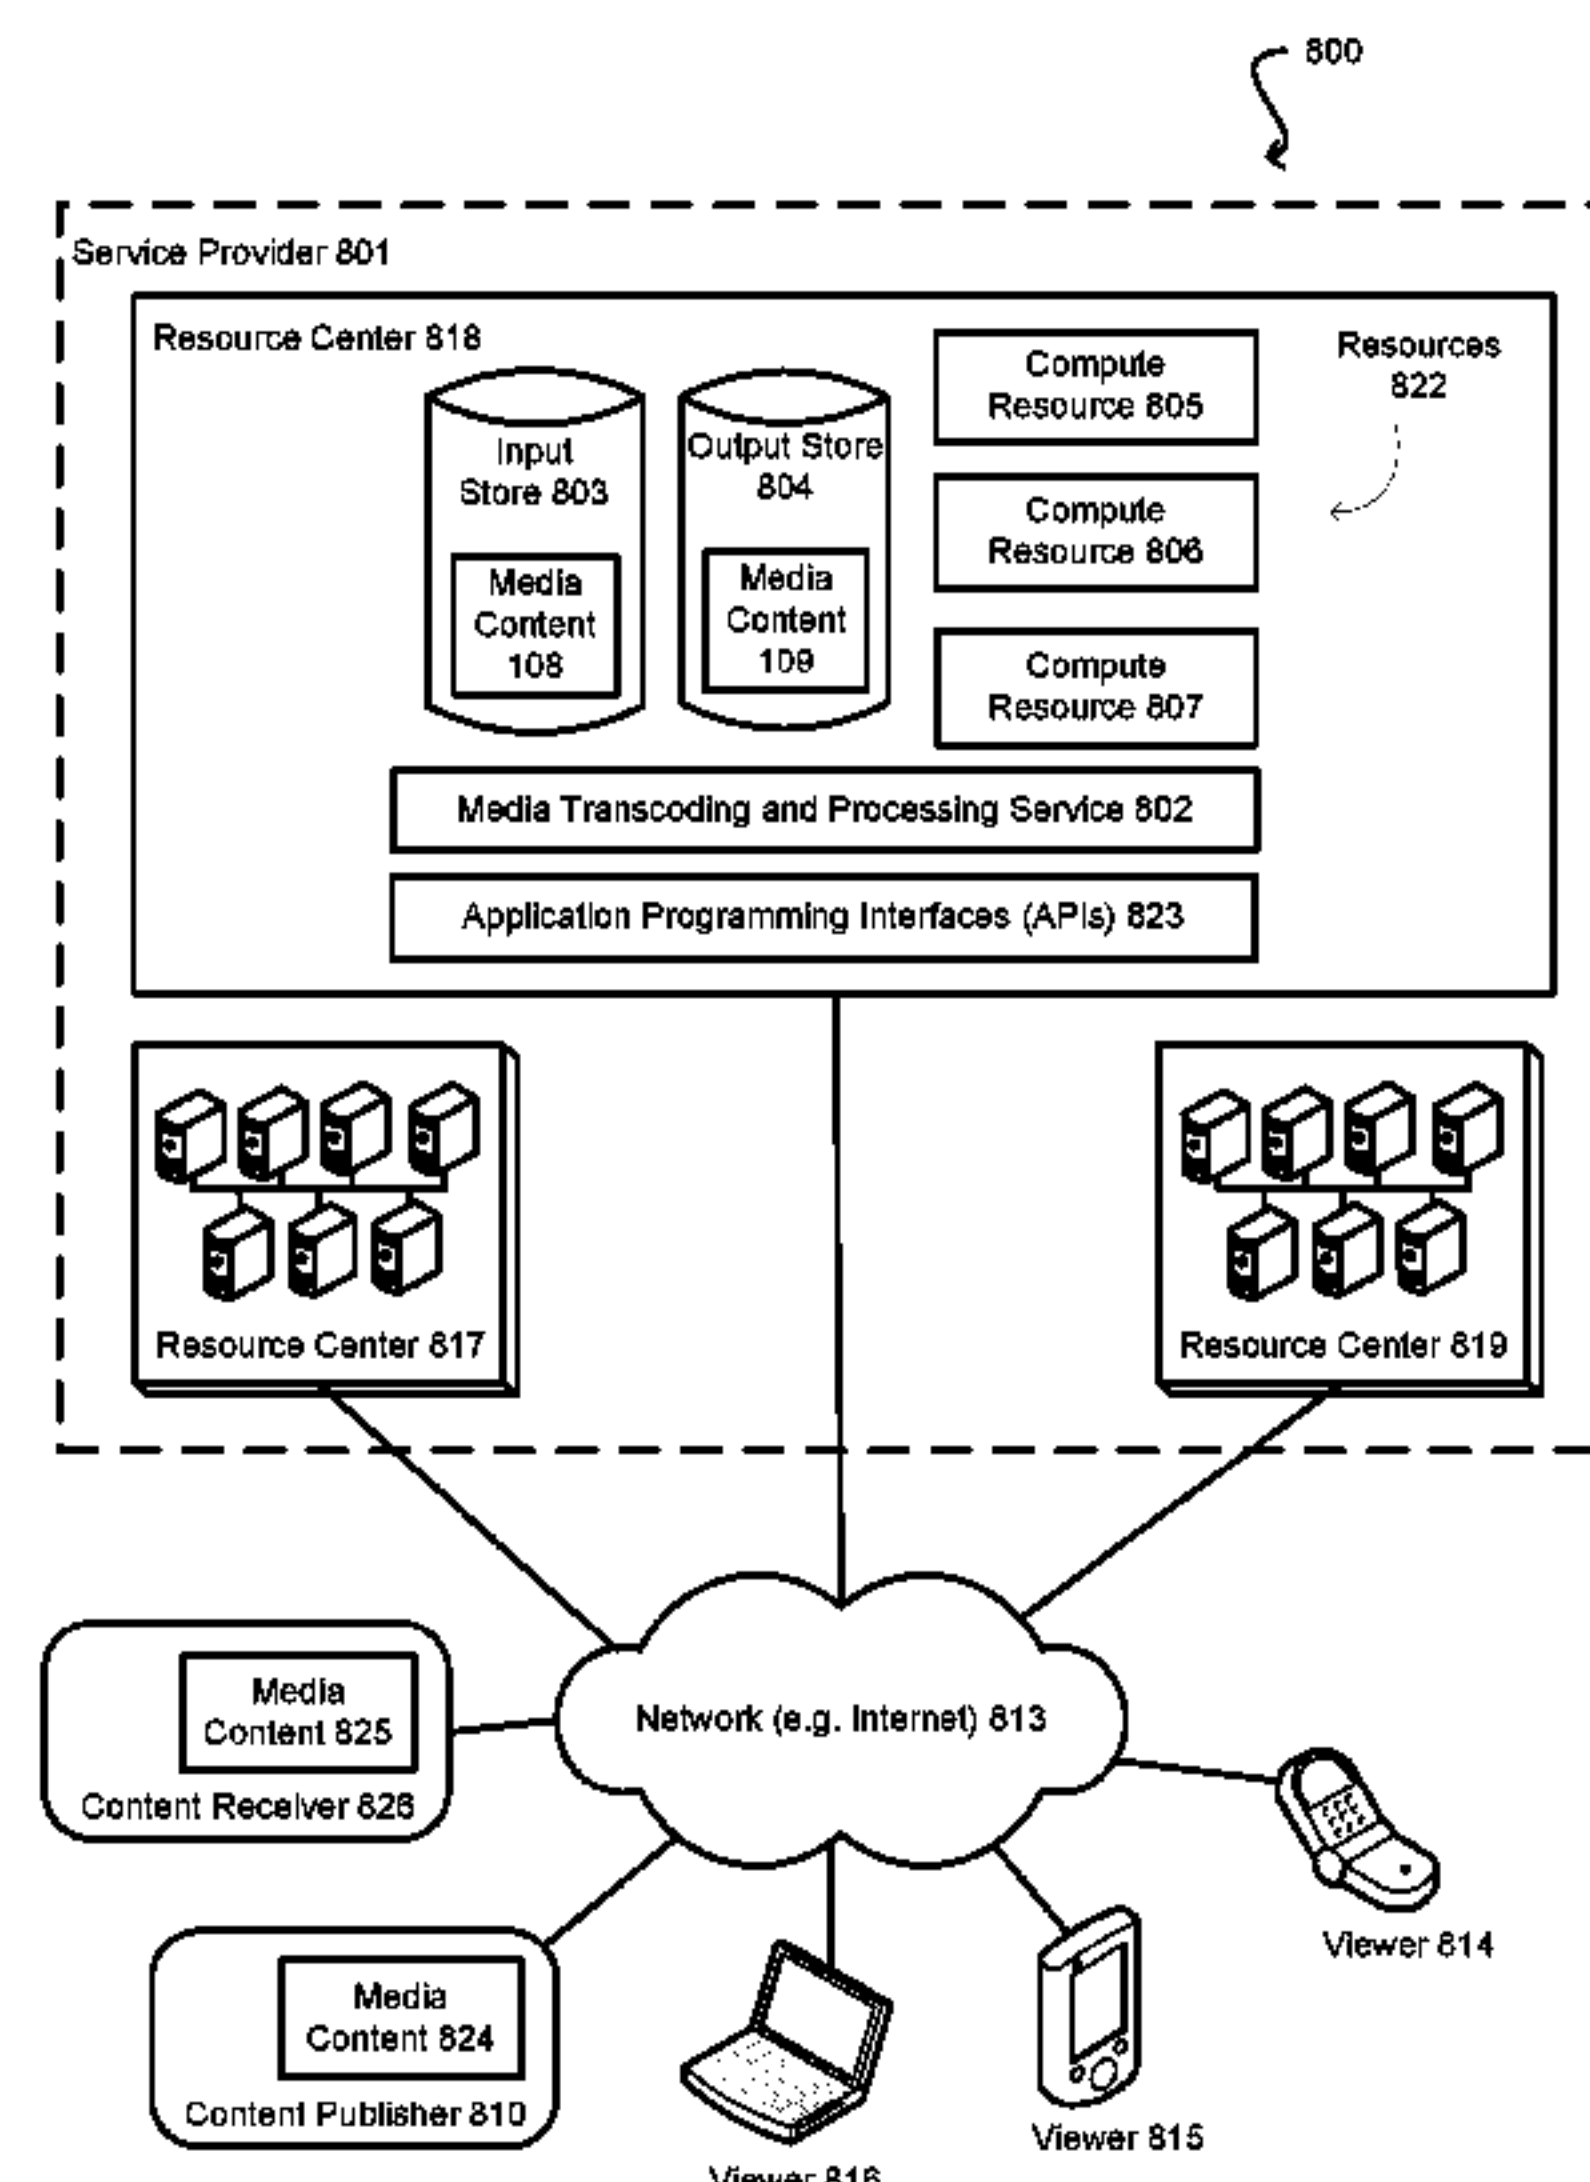 800
Service Provider 801
Resource Center 818
Resources
822
Compute
Resource 805
Input
Store 803
Output Store
804
Compute
Resource 806
Media
Content
108
Media
Content
109
Compute
Resource 807
Media Transcoding and Processing Service 802
Application Programming Interfaces (APIs) 823
Resource Center 817
Resource Center 819
Network (e.g. Internet) 813
Media
Content 825
Content Receiver 826
Media
Content 824
Content Publisher 810
Viewer 814
Viewer 815
Viewer 816